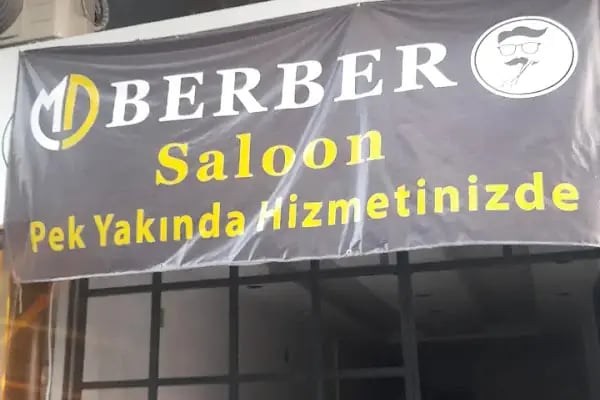 MD BERBER
Saloon
Pek Yakında Hizmetinizde